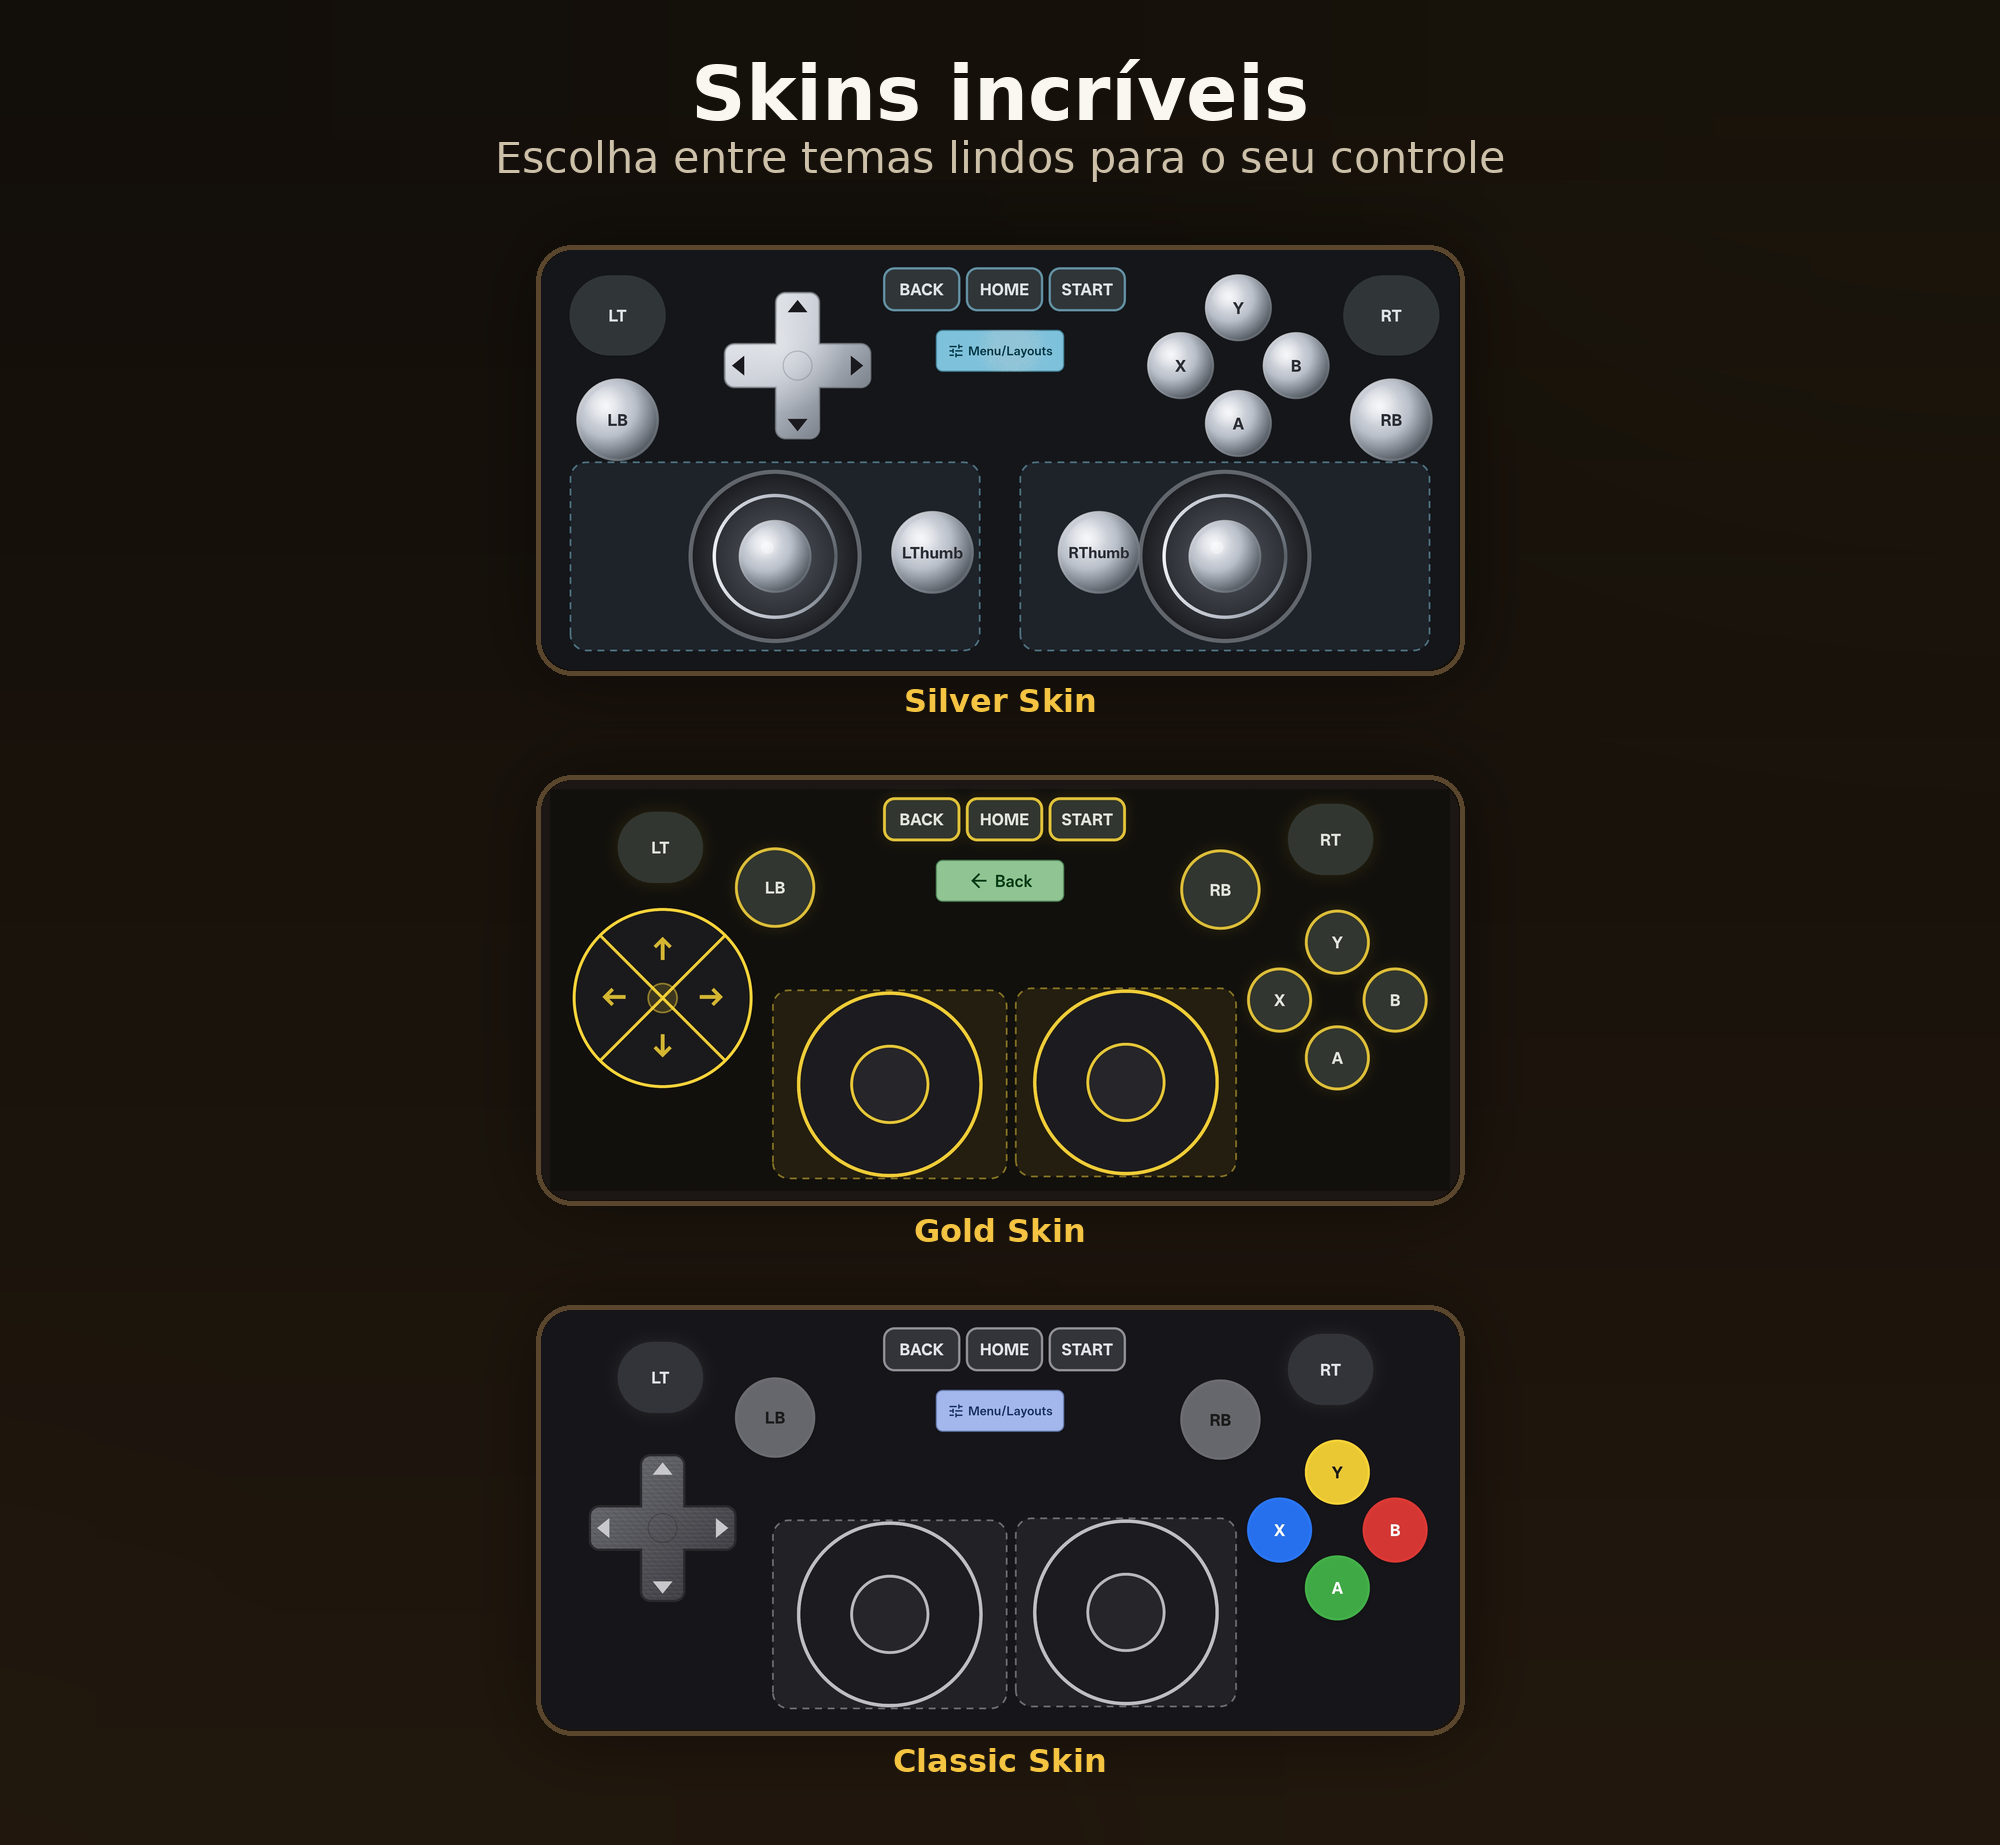 Skins incríveis
Escolha entre temas lindos para o seu controle
LT
BACK HOME START
Y
RT
Menu/Layouts
X
B
LB
A
RB
LThumb
RThumb
Silver Skin
BACK HOME START
LT
RT
LB
Back
RB
Y
X
B
A
Gold Skin
BACK HOME START
LT
RT
LB
Menu/Layouts
RB
Y
X
B
A
Classic Skin